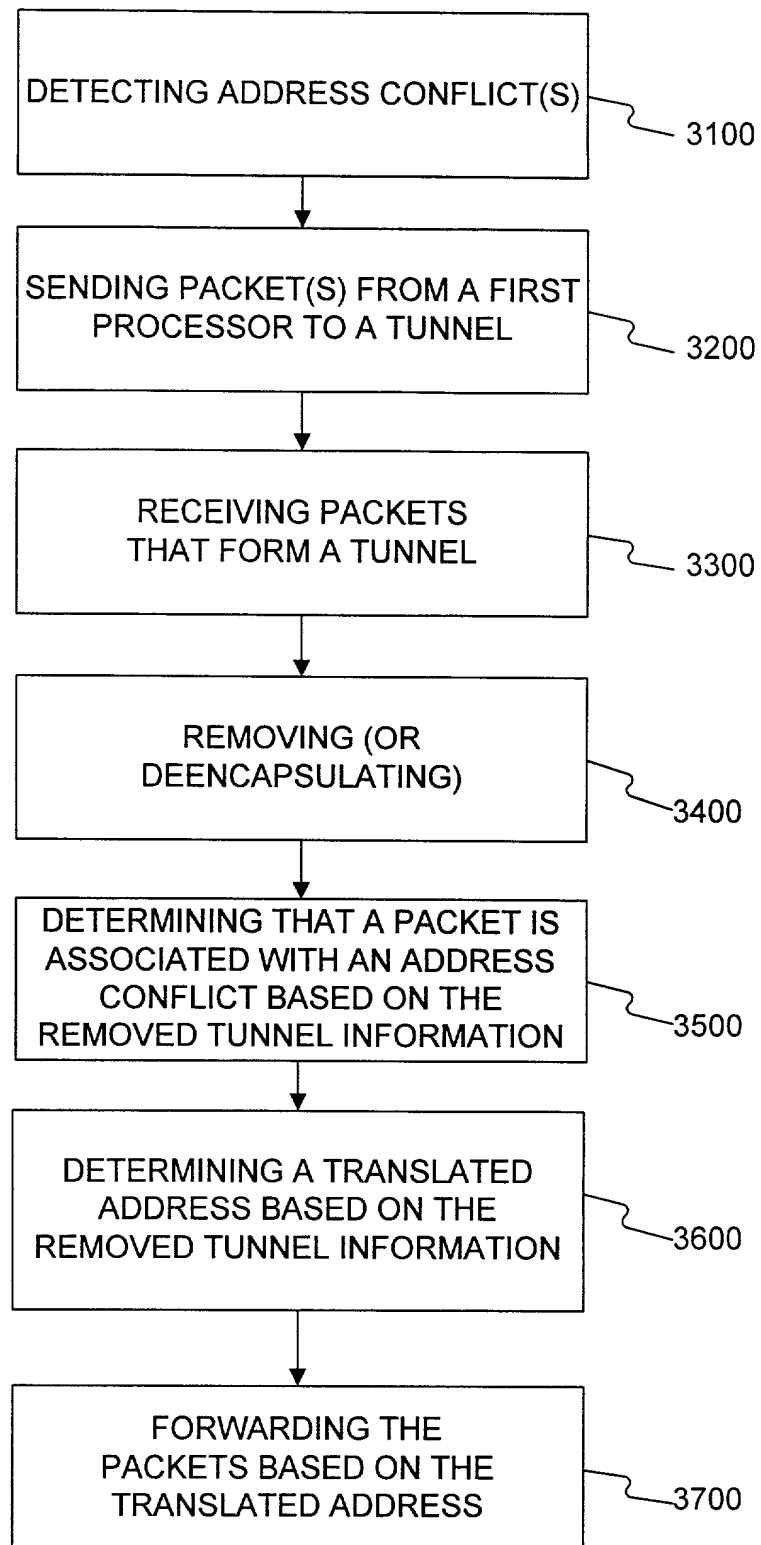 DETECTING ADDRESS CONFLICT(S)
3100
SENDING PACKET(S) FROM A FIRST
PROCESSOR TO A TUNNEL
3200
RECEIVING PACKETS
THAT FORM A TUNNEL
3300
REMOVING (OR
DEENCAPSULATING)
3400
DETERMINING THAT A PACKET IS
ASSOCIATED WITH AN ADDRESS
CONFLICT BASED ON THE
REMOVED TUNNEL INFORMATION
3500
DETERMINING A TRANSLATED
ADDRESS BASED ON THE
REMOVED TUNNEL INFORMATION
3600
FORWARDING THE
PACKETS BASED ON THE
TRANSLATED ADDRESS
3700